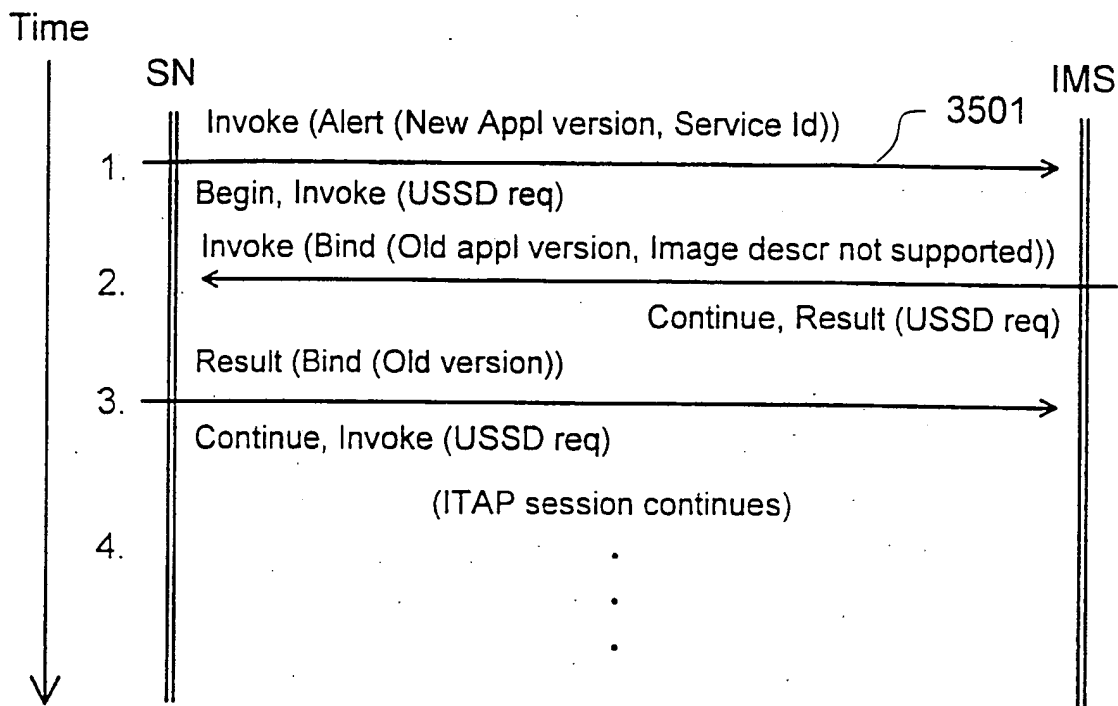 Time
SN
IMS
Invoke (Alert (New Appl version, Service Id))
3501
1.
Begin, Invoke (USSD req)
Invoke (Bind (Old appl version, Image descr not supported))
2.
Continue, Result (USSD req)
Result (Bind (Old version))
3.
Continue, Invoke (USSD req)
(ITAP session continues)
4.